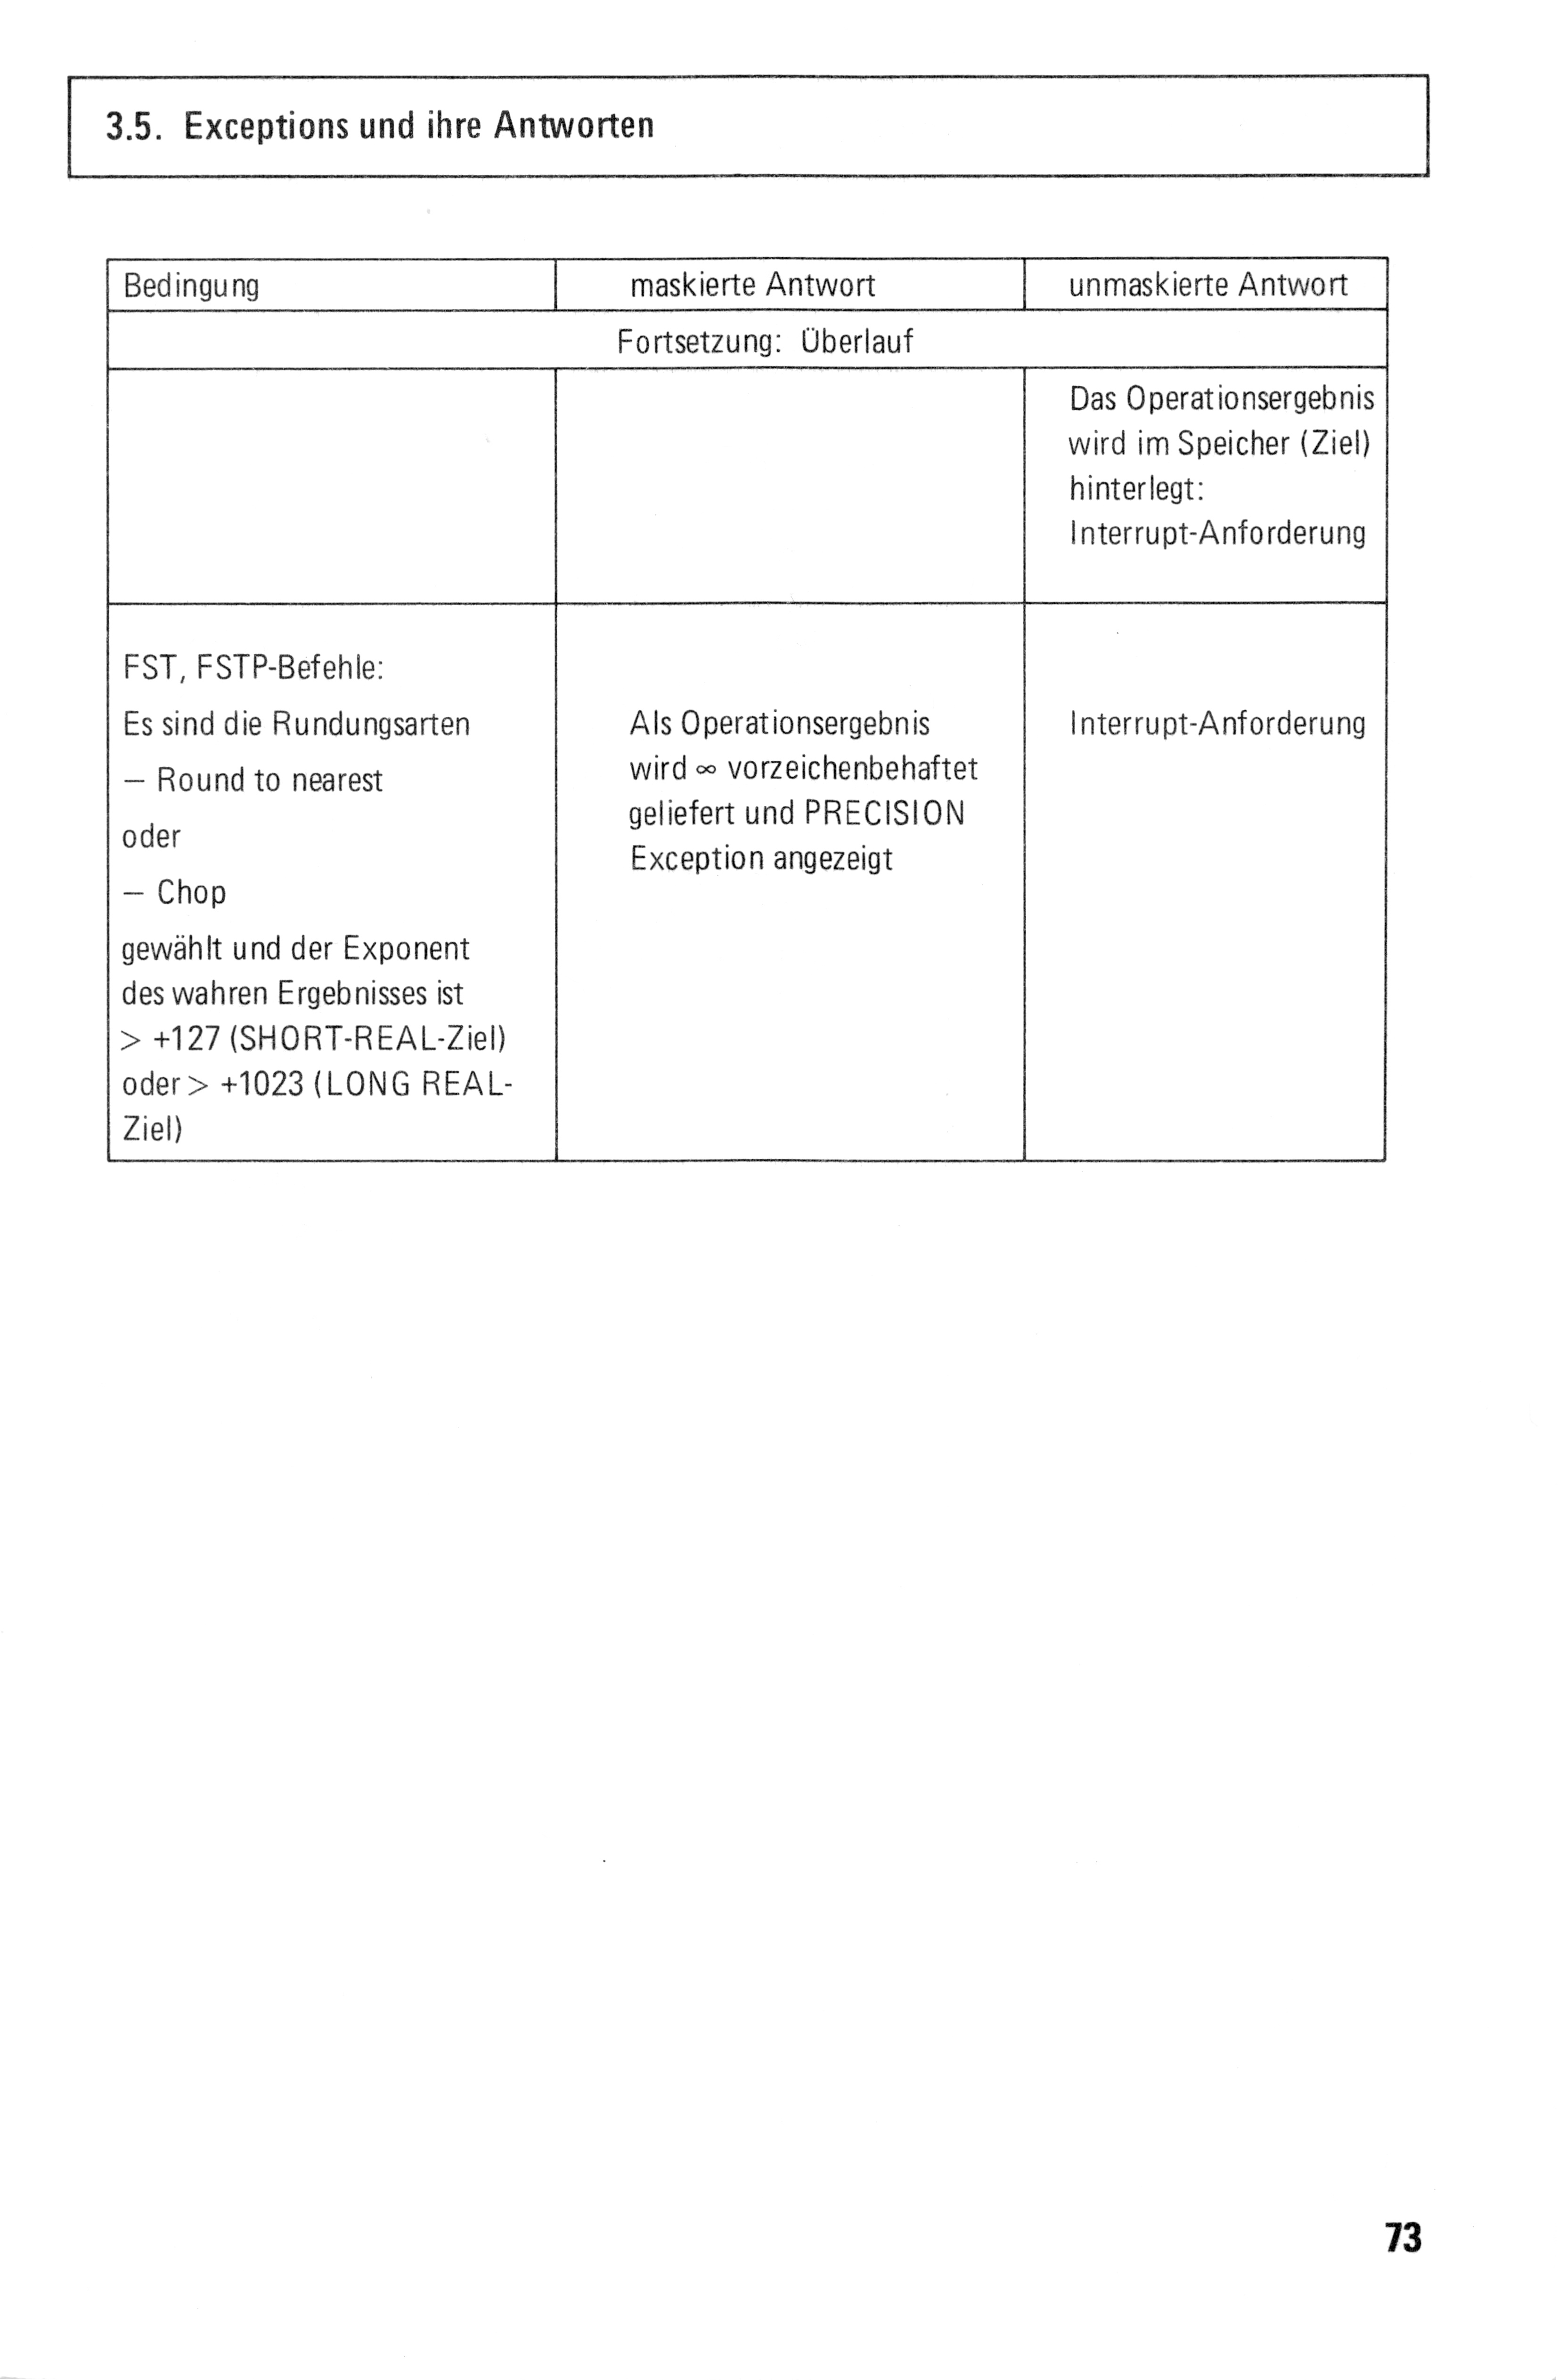 3.5. Exceptions und ihre Antworten
Bedingung maskierte Antwort unmaskierte Antwort
Fortsetzung: Überlauf
Das Operationsergebnis
wird im Speicher (Ziel)
hinterlegt:
Interrupt-Anforderung
FST, FSTP-Befehle:
Es sind die Rundungsarten
— Round to nearest
oder
— Chop
gewählt und der Exponent
des wahren Ergebnisses ist
> +127 (SHORT-REAL-Ziel)
oder > +1023 (LONG REAL-
Ziel)
Als Operationsergebnis
wird ∞ vorzeichenbehaftet
geliefert und PRECISION
Exception angezeigt
Interrupt-Anforderung
73